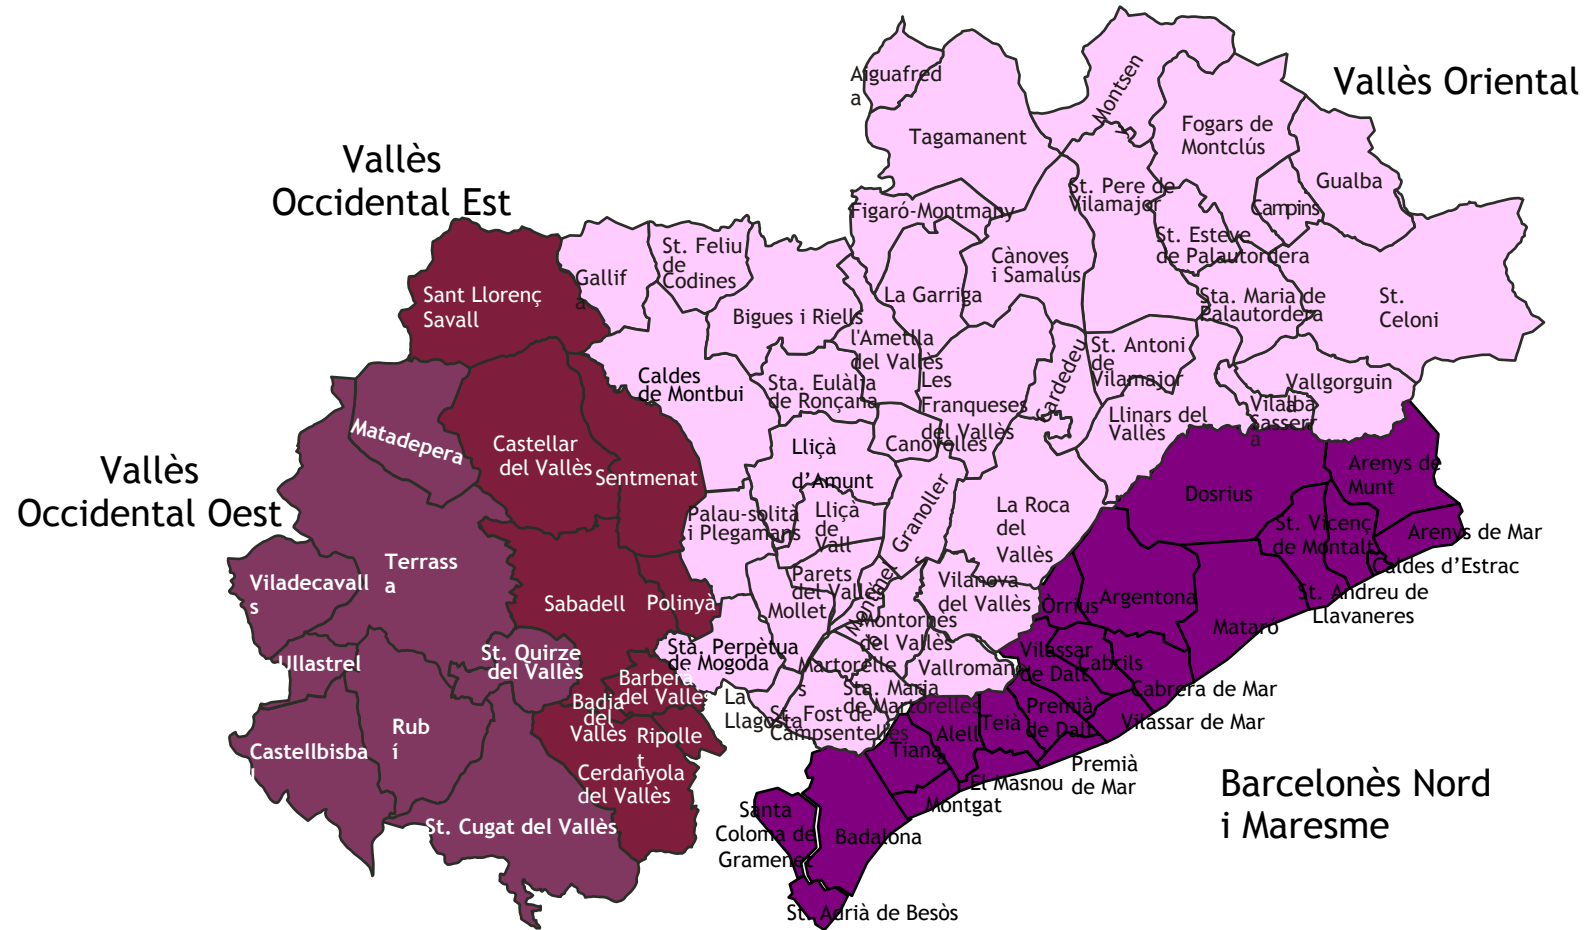 Vallès Oriental
Vallès
Occidental Est
Vallès
Occidental Oest
Barcelonès Nord
i Maresme
Aiguafred
a
Tagamanent
Montsen
y
Fogars de
Montclús
Gualba
Campins
St. Pere de
Vilamajor
Figaró-Montmany
St. Esteve
de Palautordera
Cànoves
i Samalús
La Garriga
Sta. Maria de
Palautordera
St.
Celoni
St. Feliu
de
Codines
Gallif
a
Sant Llorenç
Savall
Bigues i Riells
l'Ametlla
del Vallès
St. Antoni
de
Vilamajor
Cardedeu
Vallgorguin
a
Vilalba
Sasserr
a
Caldes
de Montbui
Sta. Eulàlia
de Ronçana
Les
Franqueses
del Vallès
Canovelles
Llinars del
Vallès
Matadepera
Castellar
del Vallès
Sentmenat
Lliçà
d’Amunt
Arenys de
Munt
Dosrius
Palau-solità
i Plegamans
Lliçà
de
Vall
Granoller
La Roca
del
Vallès
St. Vicenç
de Montalt
Arenys de Mar
Caldes d’Estrac
St. Andreu de
Llavaneres
Terrass
a
Viladecavall
s
Sabadell
Polinyà
Parets
del Vallès
Mollet
Montmel
Vilanova
del Vallès
Òrrius
Argentona
Mataró
Montornès
del Vallès
Ullastrel
St. Quirze
del Vallès
Sta. Perpètua
de Mogoda
Martorelle
s
Vallromane
Vilassar
de Dalt
Cabrils
Cabrera de Mar
Barberà
del Vallès
Badia
del
Vallès
La
Llagosta
Sta. Maria
de Martorelles
St. Fost de
Campsentelles
Premià
de Dalt
Vilassar de Mar
Teià
Alell
a
Tiana
Rub
í
Castellbisba
l
Ripolle
t
Cerdanyola
del Vallès
Premià
de Mar
El Masnou
Montgat
St. Cugat del Vallès
Santa
Coloma de
Gramenet
Badalona
St. Adrià de Besòs